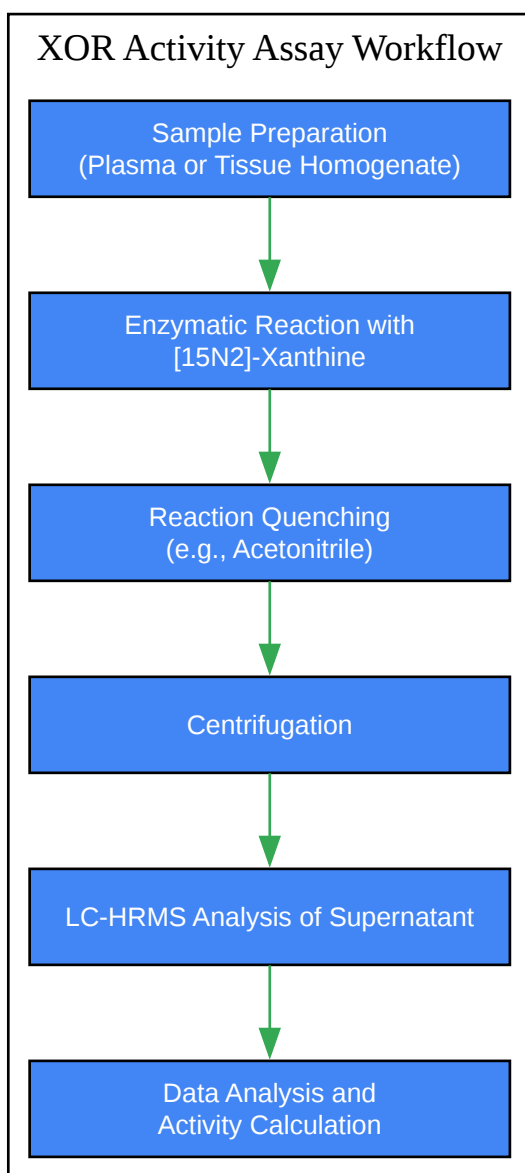 XOR Activity Assay Workflow
Sample Preparation
(Plasma or Tissue Homogenate)
Enzymatic Reaction with
[15N2]-Xanthine
Reaction Quenching
(e.g., Acetonitrile)
Centrifugation
LC-HRMS Analysis of Supernatant
Data Analysis and
Activity Calculation